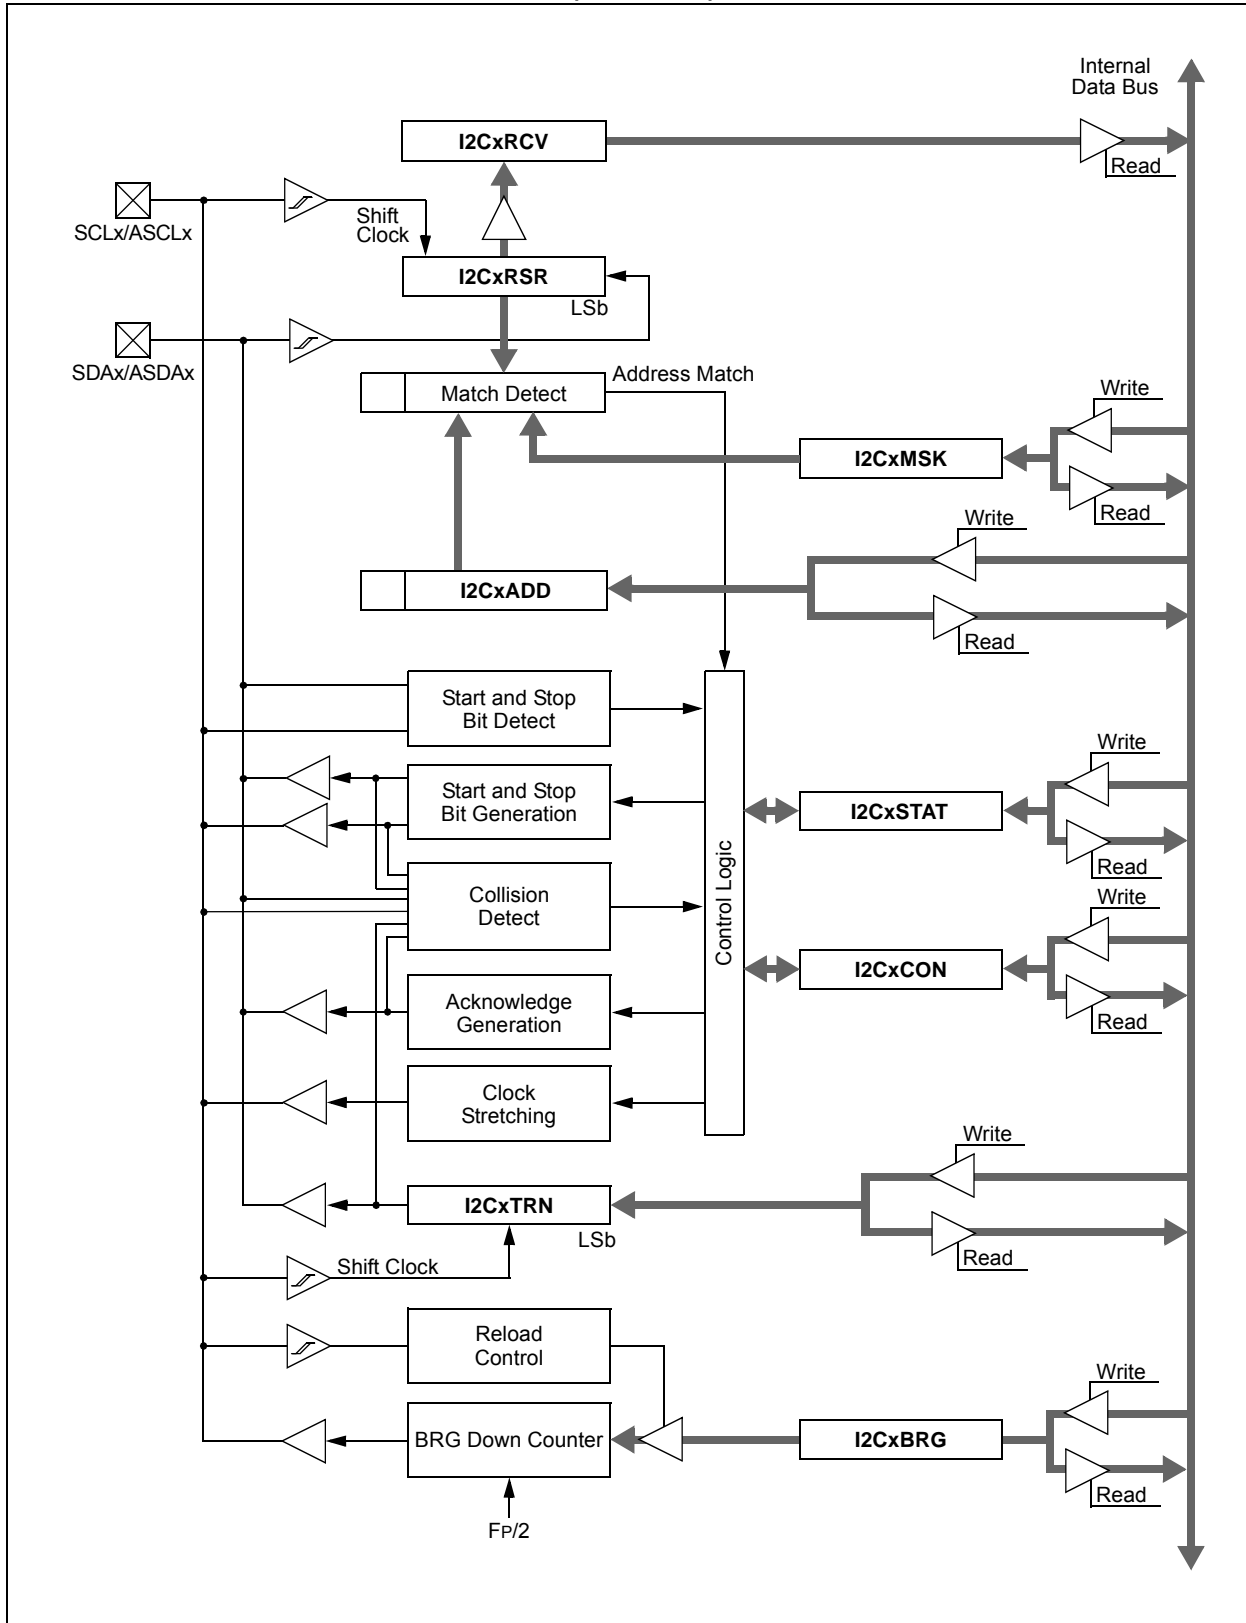 Internal
Data Bus
I2CxRCV
Read
SCLx/ASCLx
Shift
Clock
I2CxRSR
LSb
SDAx/ASDAx
Match Detect
Address Match
Write
I2CxMSK
Read
Write
I2CxADD
Read
Start and Stop
Bit Detect
Write
Start and Stop
Bit Generation
I2CxSTAT
Read
Collision
Detect
Control Logic
Write
I2CxCON
Acknowledge
Generation
Read
Clock
Stretching
Write
I2CxTRN
LSb
Read
Shift Clock
Reload
Control
Write
BRG Down Counter
I2CxBRG
Read
FP/2